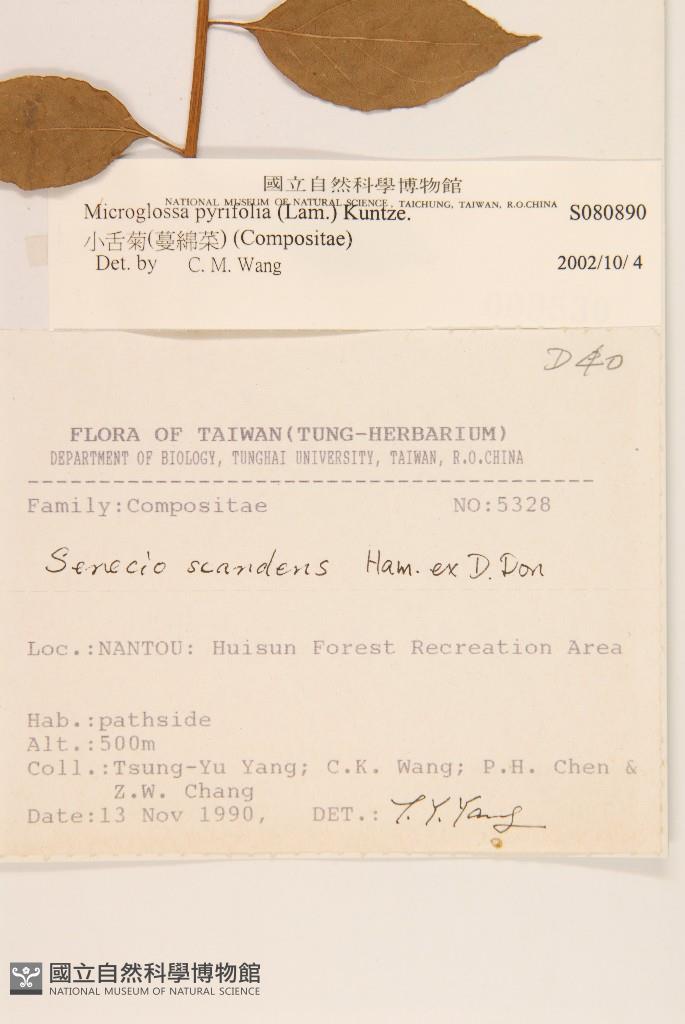 國立自然科學博物館
NATIONAL MUSEUM OF NATURAL SCIENCE, TAICHUNG, TAIWAN, R.O.CHINA
Microglossa pyrifolia (Lam.) Kuntze. S080890
小舌菊(蔓綿菜) (Compositae)
Det. by C. M. Wang 2002/10/ 4
D40
FLORA OF TAIWAN(TUNG-HERBARIUM)
DEPARTMENT OF BIOLOGY, TUNGHAI UNIVERSITY, TAIWAN, R.O.CHINA
Family:Compositae NO:5328
Senecio scandens Ham. ex D. Don
Loc.:NANTOU: Huisun Forest Recreation Area
Hab.:pathside
Alt.:500m
Coll.:Tsung-Yu Yang; C.K. Wang; P.H. Chen &
Z.W. Chang
Date:13 Nov 1990, DET.: T. Y. Yang
國立自然科學博物館
NATIONAL MUSEUM OF NATURAL SCIENCE